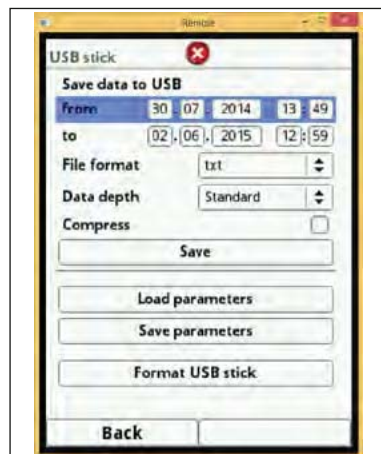 Remote
USB stick
Save data to USB
from 30 . 07 . 2014 13 : 49
to 02 . 06 . 2015 12 : 59
File format txt
Data depth Standard
Compress
Save
Load parameters
Save parameters
Format USB stick
Back